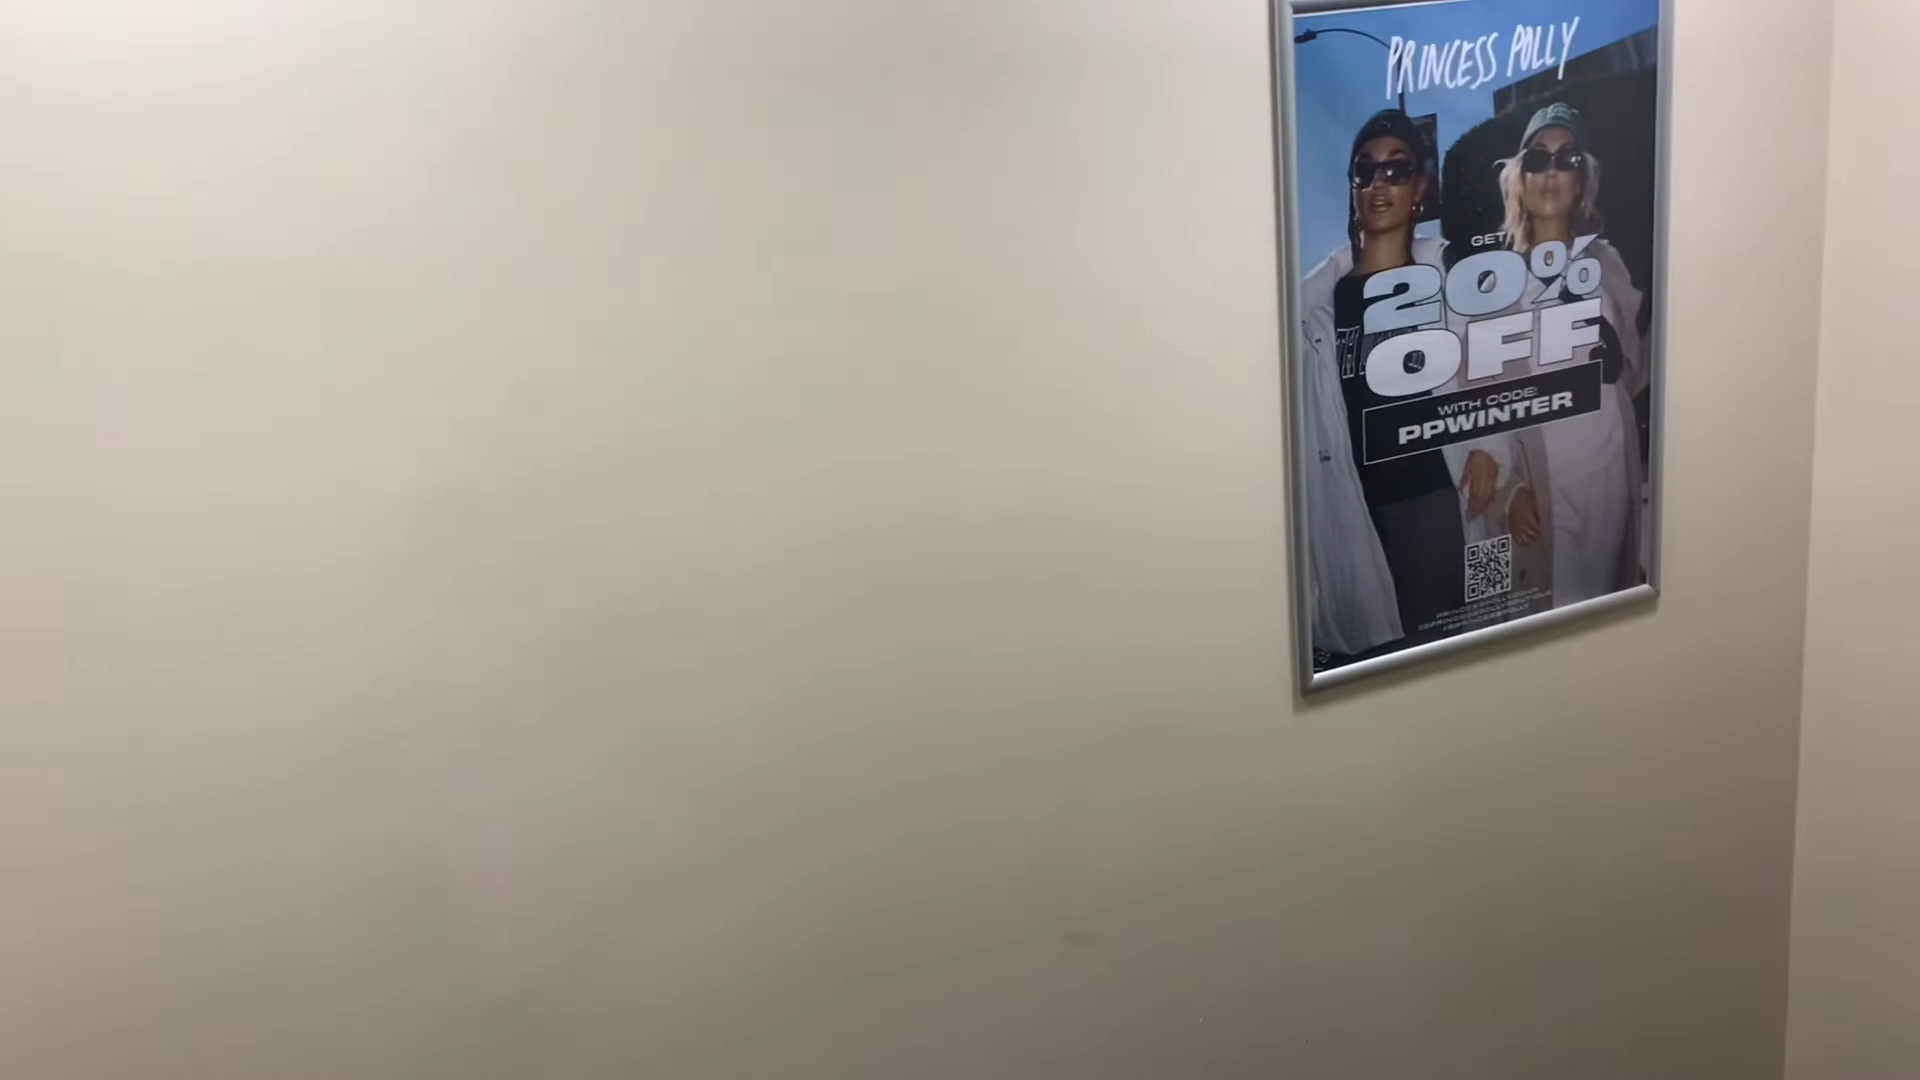 PRINCESS POLLY
GET
20%
OFF
WITH CODE:
PPWINTER